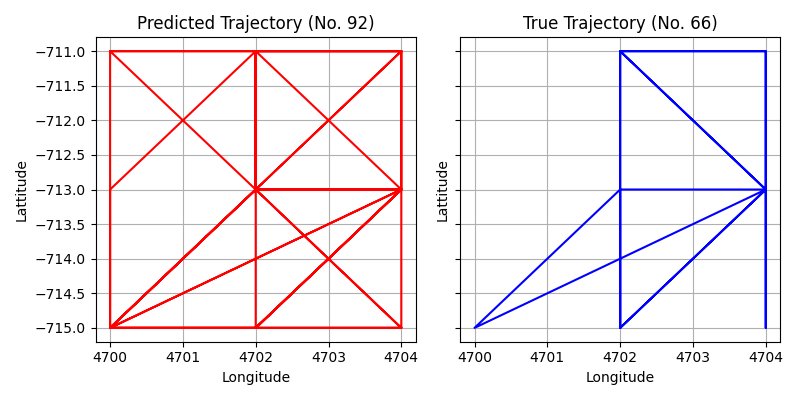 Predicted Trajectory (No. 92)
True Trajectory (No. 66)
Lattitude
−711.0
−711.5
−712.0
−712.5
−713.0
−713.5
−714.0
−714.5
−715.0
4700 4701 4702 4703 4704
Longitude
Lattitude
4700 4701 4702 4703 4704
Longitude